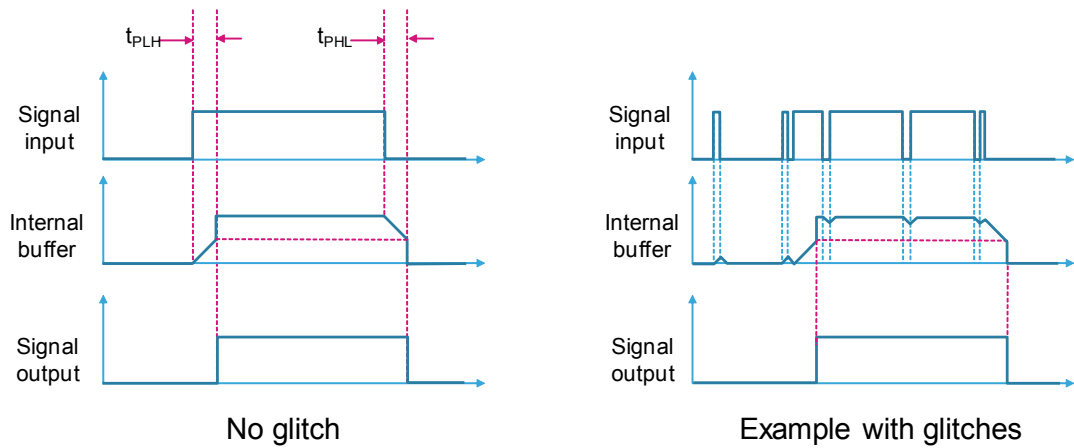 tPLH
tPHL
Signal
input
Internal
buffer
Signal
output
No glitch
Signal
input
Internal
buffer
Signal
output
Example with glitches